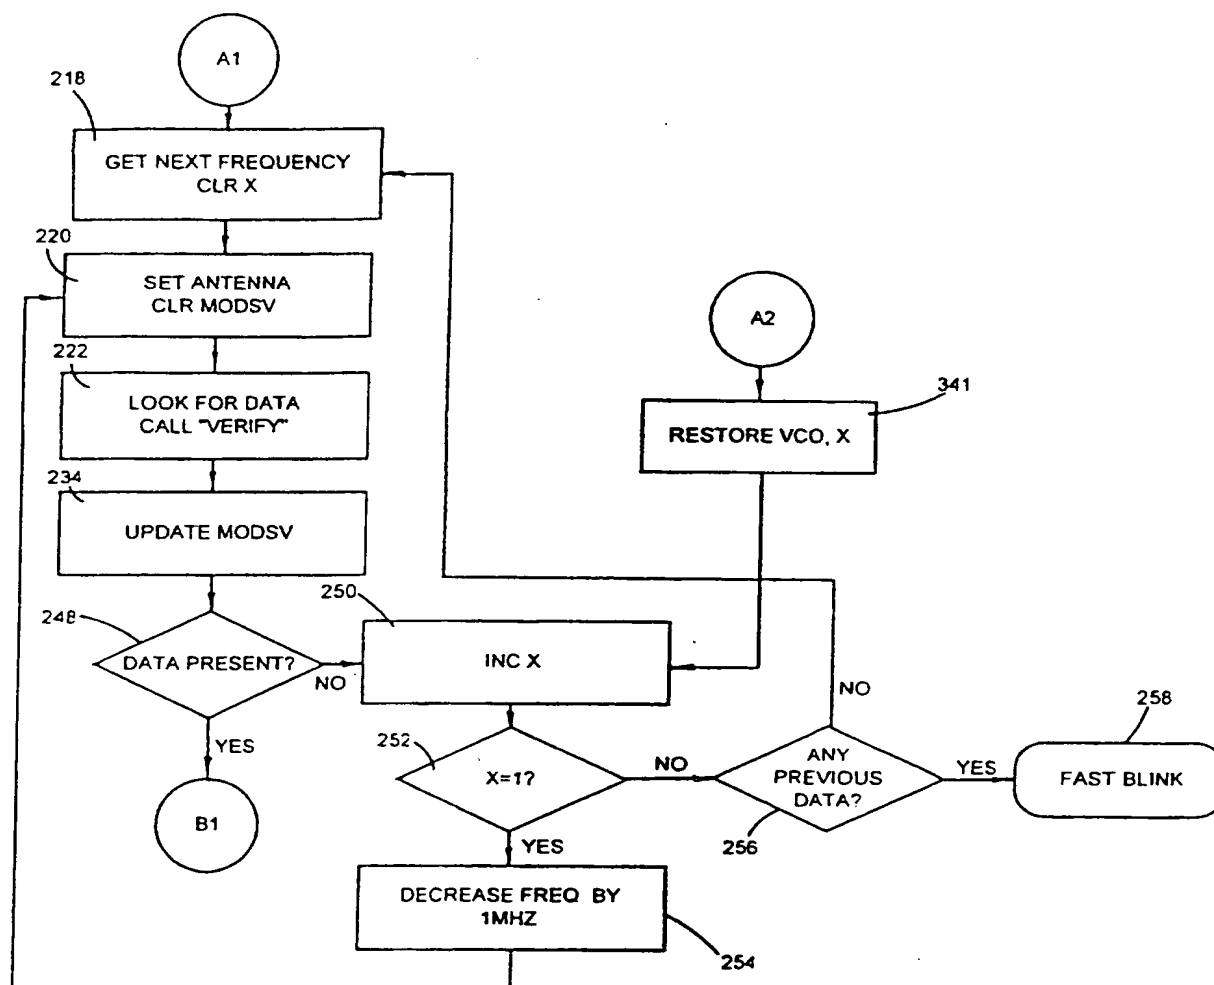 A1
218
GET NEXT FREQUENCY
CLR X
220
SET ANTENNA
CLR MODSV
A2
222
LOOK FOR DATA
CALL "VERIFY"
341
RESTORE VCO, X
234
UPDATE MODSV
248
DATA PRESENT?
NO
YES
B1
250
INC X
252
X=1?
NO
YES
NO
ANY
PREVIOUS
DATA?
256
YES
258
FAST BLINK
DECREASE FREQ BY
1MHZ
254